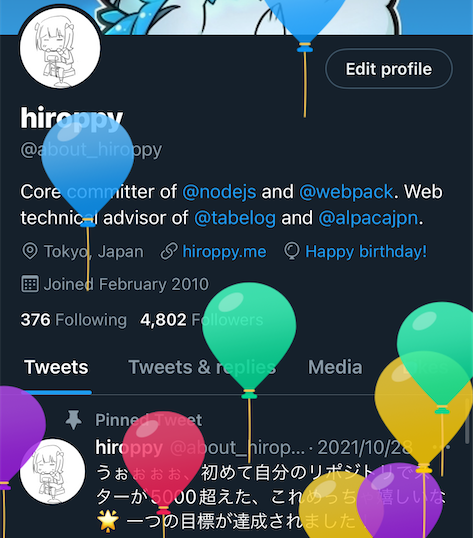 Edit profile
hiroppy
@about_hiroppy
Core committer of @nodejs and @webpack. Web
technical advisor of @tabelog and @alpacajpn.
Tokyo, Japan hiroppy.me Happy birthday!
Joined February 2010
376 Following 4,802 Followers
Tweets Tweets & replies Media
Pinned Tweet
hiroppy @about_hirop... · 2021/10/28 ...
うぉぉぉぉ、初めて自分のリポジトリでス
ターが5000超えた、これめっちゃ嬉しいな
🌟 一つの目標が達成されました